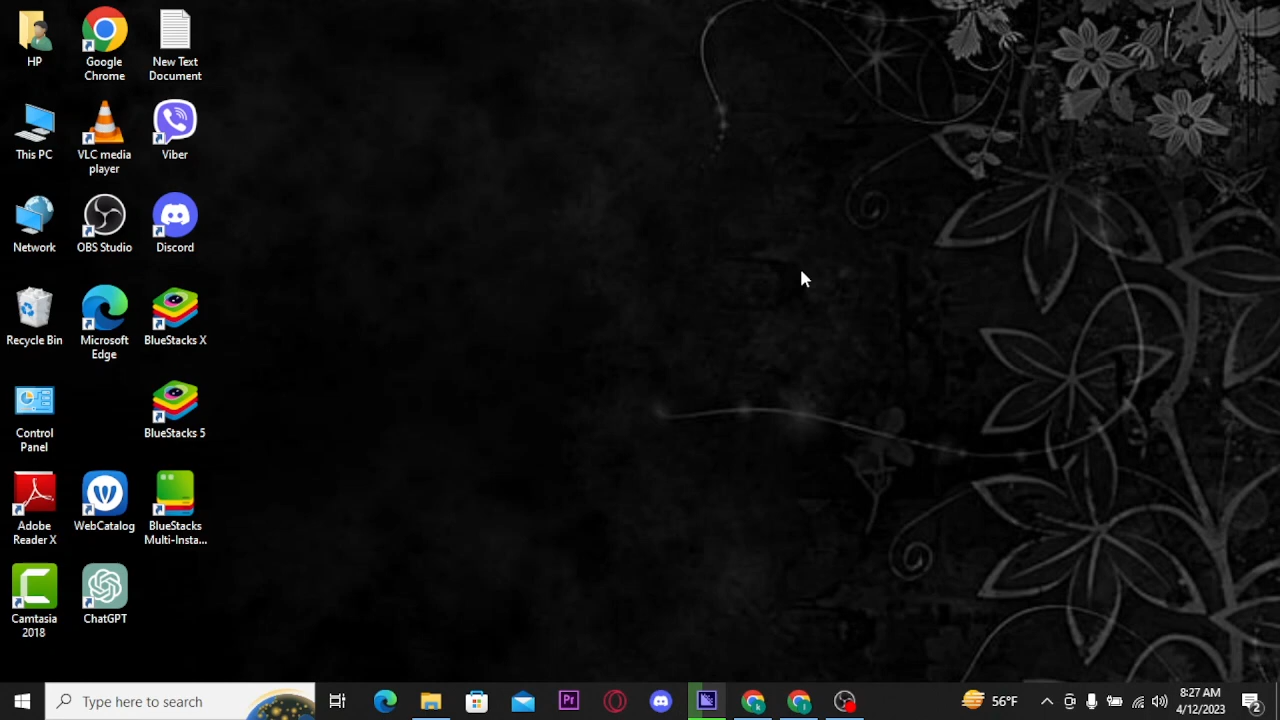 HP
Google
Chrome
New Text
Document
This PC
VLC media
player
Viber
Network
OBS Studio
Discord
Recycle Bin
Microsoft
Edge
BlueStacks X
Control
Panel
BlueStacks 5
Adobe
Reader X
WebCatalog
BlueStacks
Multi-Insta...
Camtasia
2018
ChatGPT
Type here to search
Pr
56°F
8:27 AM
4/12/2023
2